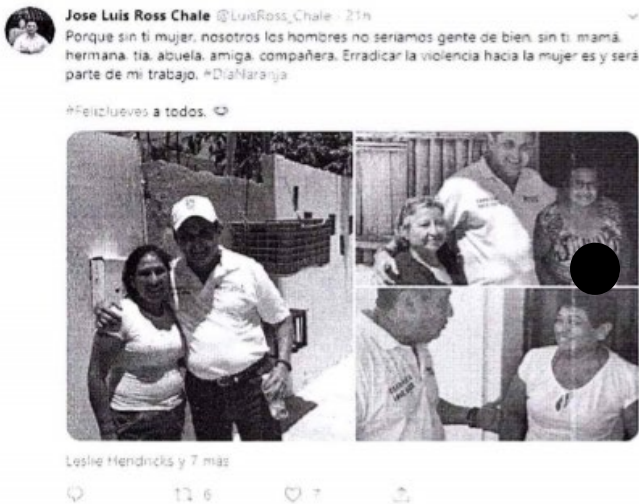 Jose Luis Ross Chale @LuisRoss_Chale · 21h
Porque sin ti mujer, nosotros los hombres no seríamos gente de bien, sin ti, mamá,
hermana, tía, abuela, amiga, compañera. Erradicar la violencia hacia la mujer es y será
parte de mi trabajo. #DíaNaranja
#FelizJueves a todos.
ROSS
Leslie Hendricks y 7 más
6
7